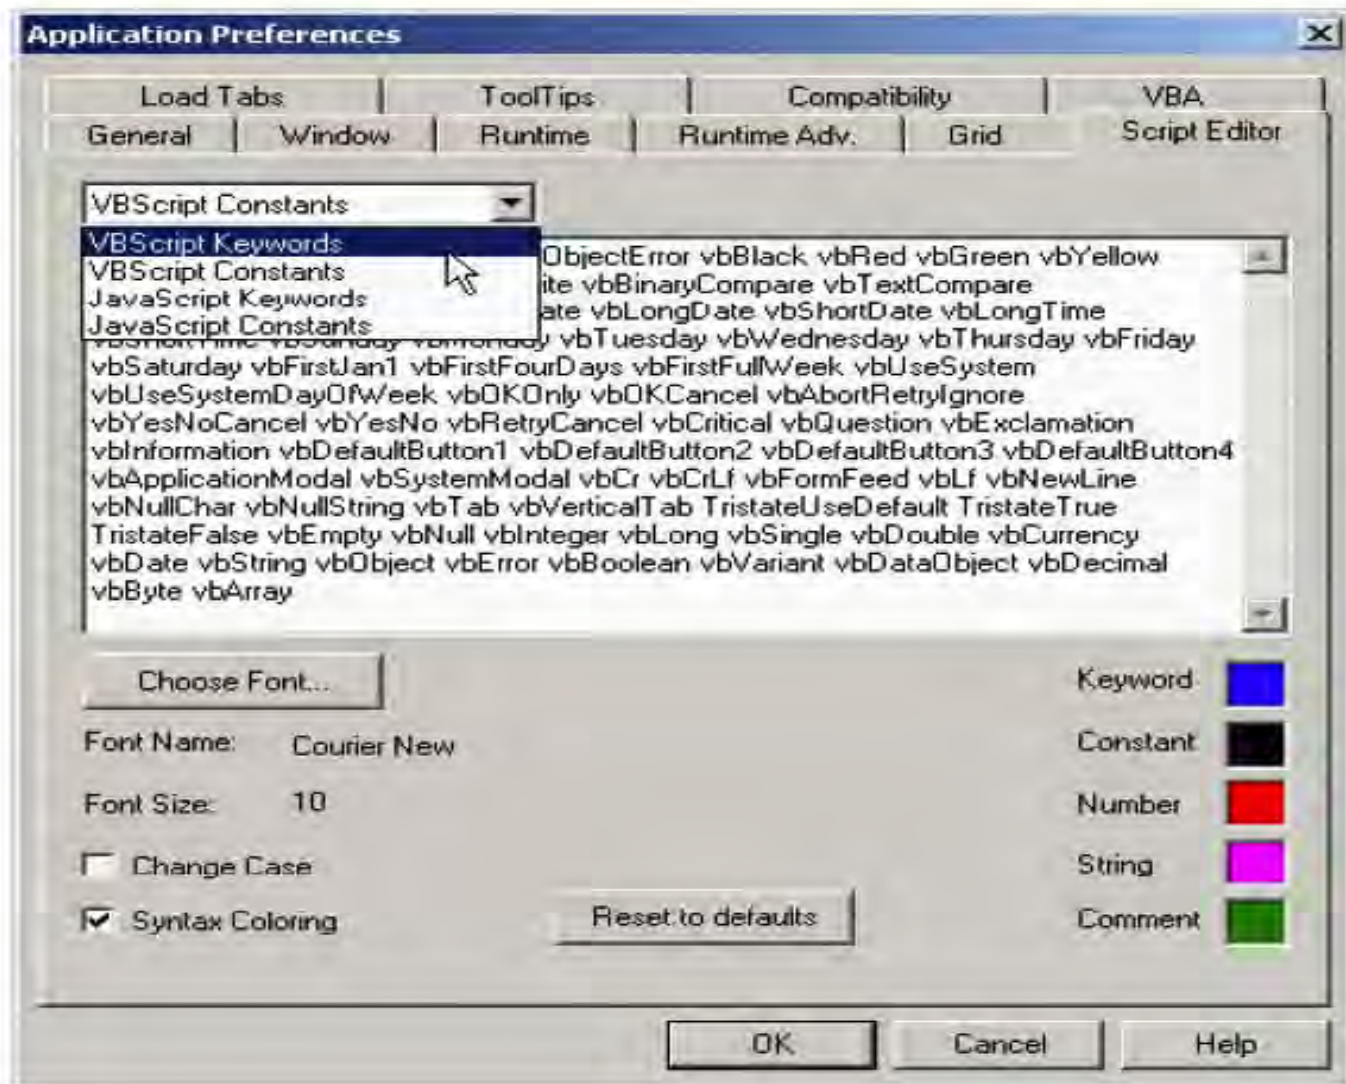 Application Preferences
Load Tabs ToolTips Compatibility VBA
General Window Runtime Runtime Adv. Grid Script Editor
VBScript Constants
VBScript Keywords
VBScript Constants
JavaScript Keywords
JavaScript Constants
ObjectError vbBlack vbRed vbGreen vbYellow
ite vbBinaryCompare vbTextCompare
ate vbLongDate vbShortDate vbLongTime
vbShortTime vbSunday vbMonday vbTuesday vbWednesday vbThursday vbFriday
vbSaturday vbFirstJan1 vbFirstFourDays vbFirstFullWeek vbUseSystem
vbUseSystemDayOfWeek vbOKOnly vbOKCancel vbAbortRetryIgnore
vbYesNoCancel vbYesNo vbRetryCancel vbCritical vbQuestion vbExclamation
vbInformation vbDefaultButton1 vbDefaultButton2 vbDefaultButton3 vbDefaultButton4
vbApplicationModal vbSystemModal vbCr vbCrLf vbFormFeed vbLf vbNewLine
vbNullChar vbNullString vbTab vbVerticalTab TristateUseDefault TristateTrue
TristateFalse vbEmpty vbNull vbInteger vbLong vbSingle vbDouble vbCurrency
vbDate vbString vbObject vbError vbBoolean vbVariant vbDataObject vbDecimal
vbByte vbArray
Choose Font...
Font Name: Courier New
Font Size: 10
Change Case
Syntax Coloring
Reset to defaults
Keyword
Constant
Number
String
Comment
OK Cancel Help